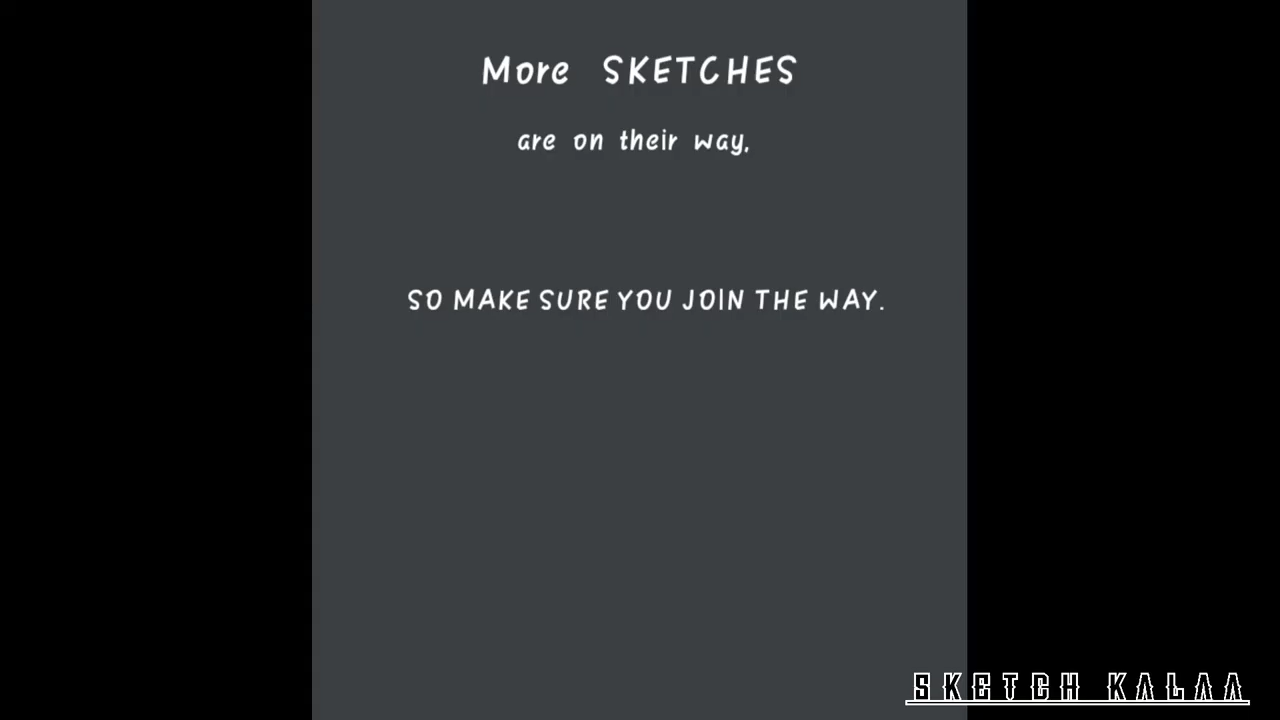 More SKETCHES
are on their way,
SO MAKE SURE YOU JOIN THE WAY.
SKETCH KALAA